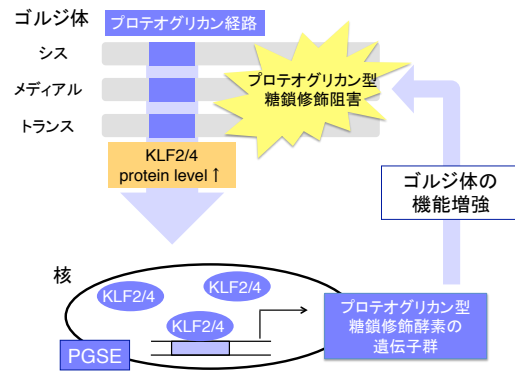 ゴルジ体
プロテオグリカン経路
シス
メディアル
トランス
プロテオグリカン型
糖鎖修飾阻害
KLF2/4
protein level↑
ゴルジ体の
機能増強
核
KLF2/4
KLF2/4
KLF2/4
PGSE
プロテオグリカン型
糖鎖修飾酵素の
遺伝子群